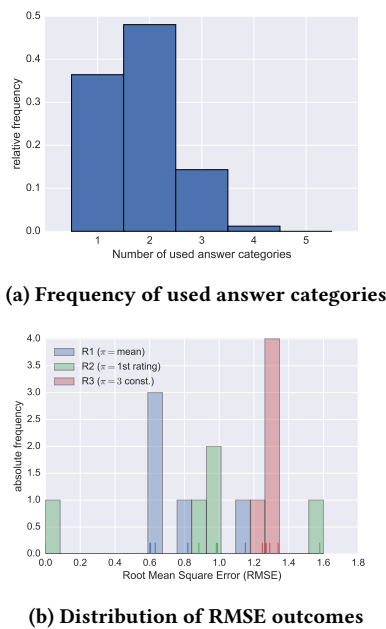 0.5
0.4
0.3
0.2
0.1
0.0
relative frequency
1 2 3 4 5
Number of used answer categories
(a) Frequency of used answer categories
4.0
3.5
3.0
2.5
2.0
1.5
1.0
0.5
0.0
absolute frequency
R1 (π = mean)
R2 (π = 1st rating)
R3 (π = 3 const.)
0.0 0.2 0.4 0.6 0.8 1.0 1.2 1.4 1.6 1.8
Root Mean Square Error (RMSE)
(b) Distribution of RMSE outcomes